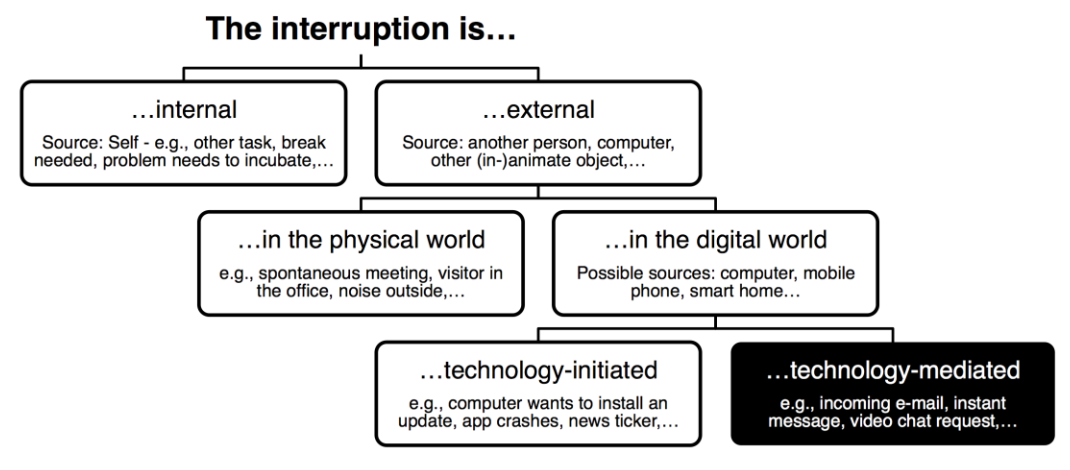 The interruption is…
…internal
Source: Self - e.g., other task, break
needed, problem needs to incubate,…
…external
Source: another person, computer,
other (in-)animate object,…
…in the physical world
e.g., spontaneous meeting, visitor in
the office, noise outside,…
…in the digital world
Possible sources: computer, mobile
phone, smart home…
…technology-initiated
e.g., computer wants to install an
update, app crashes, news ticker,…
…technology-mediated
e.g., incoming e-mail, instant
message, video chat request,…